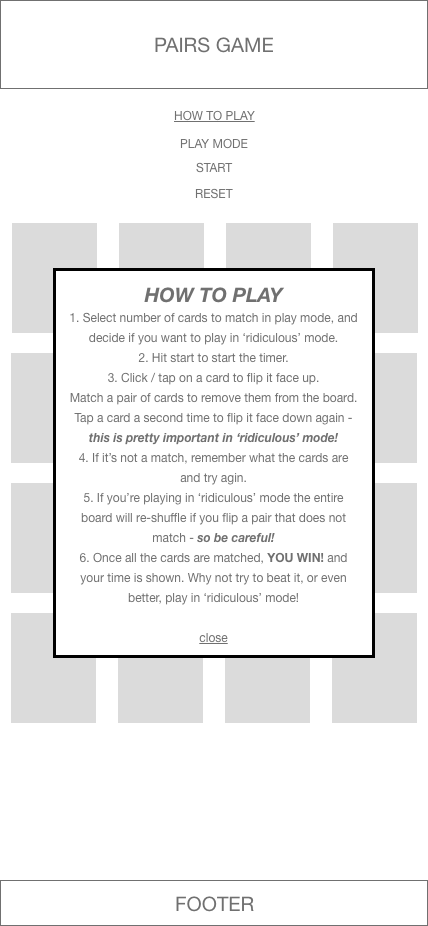 PAIRS GAME
HOW TO PLAY
PLAY MODE
START
RESET
HOW TO PLAY
1. Select number of cards to match in play mode, and
decide if you want to play in ‘ridiculous’ mode.
2. Hit start to start the timer.
3. Click / tap on a card to flip it face up.
Match a pair of cards to remove them from the board.
Tap a card a second time to flip it face down again -
this is pretty important in ‘ridiculous’ mode!
4. If it’s not a match, remember what the cards are
and try agin.
5. If you’re playing in ‘ridiculous’ mode the entire
board will re-shuffle if you flip a pair that does not
match - so be careful!
6. Once all the cards are matched, YOU WIN! and
your time is shown. Why not try to beat it, or even
better, play in ‘ridiculous’ mode!
close
FOOTER